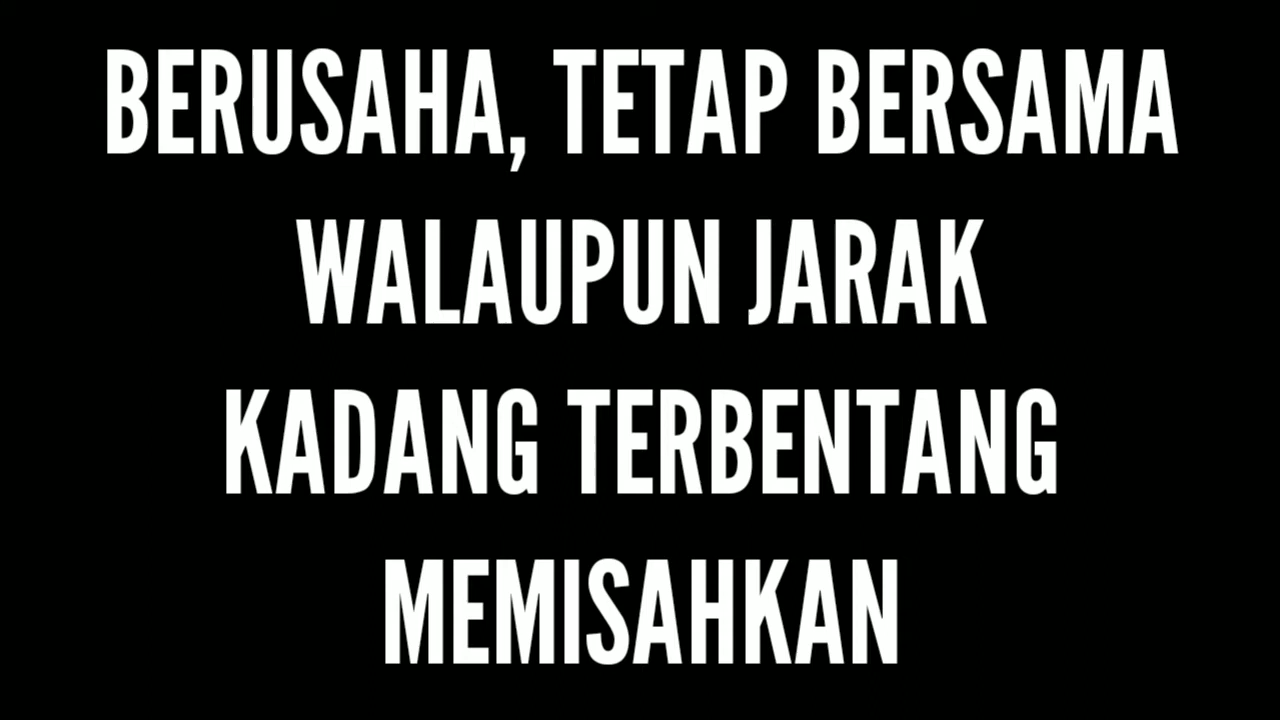 BERUSAHA, TETAP BERSAMA
WALAUPUN JARAK
KADANG TERBENTANG
MEMISAHKAN